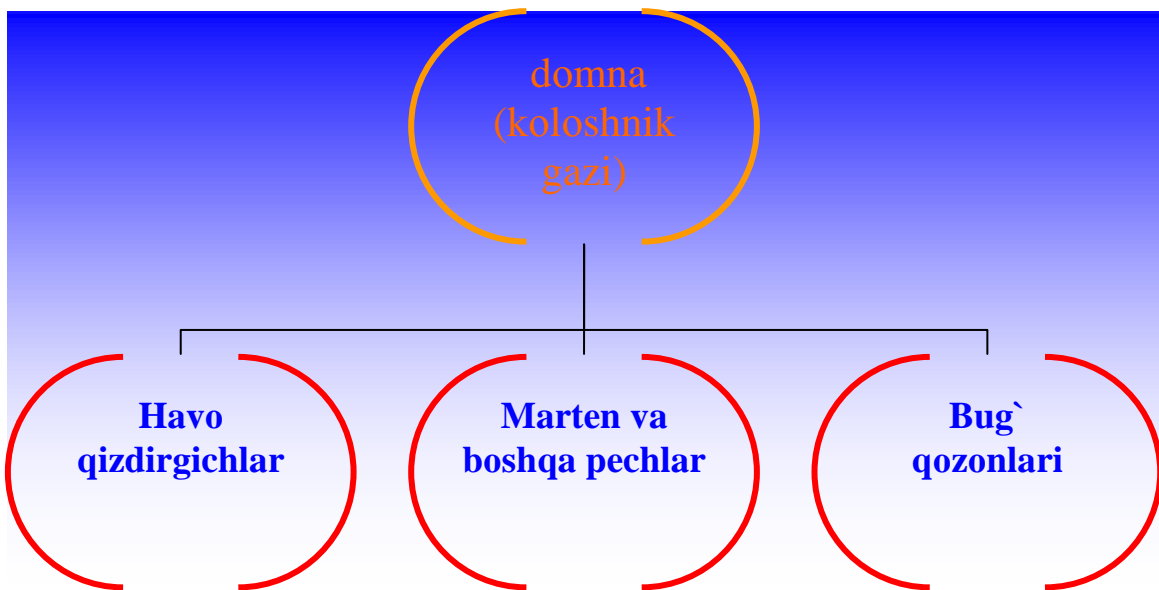 domna
(koloshnik
gazi)
Havo
qizdirgichlar
Marten va
boshqa pechlar
Bug`
qozonlari